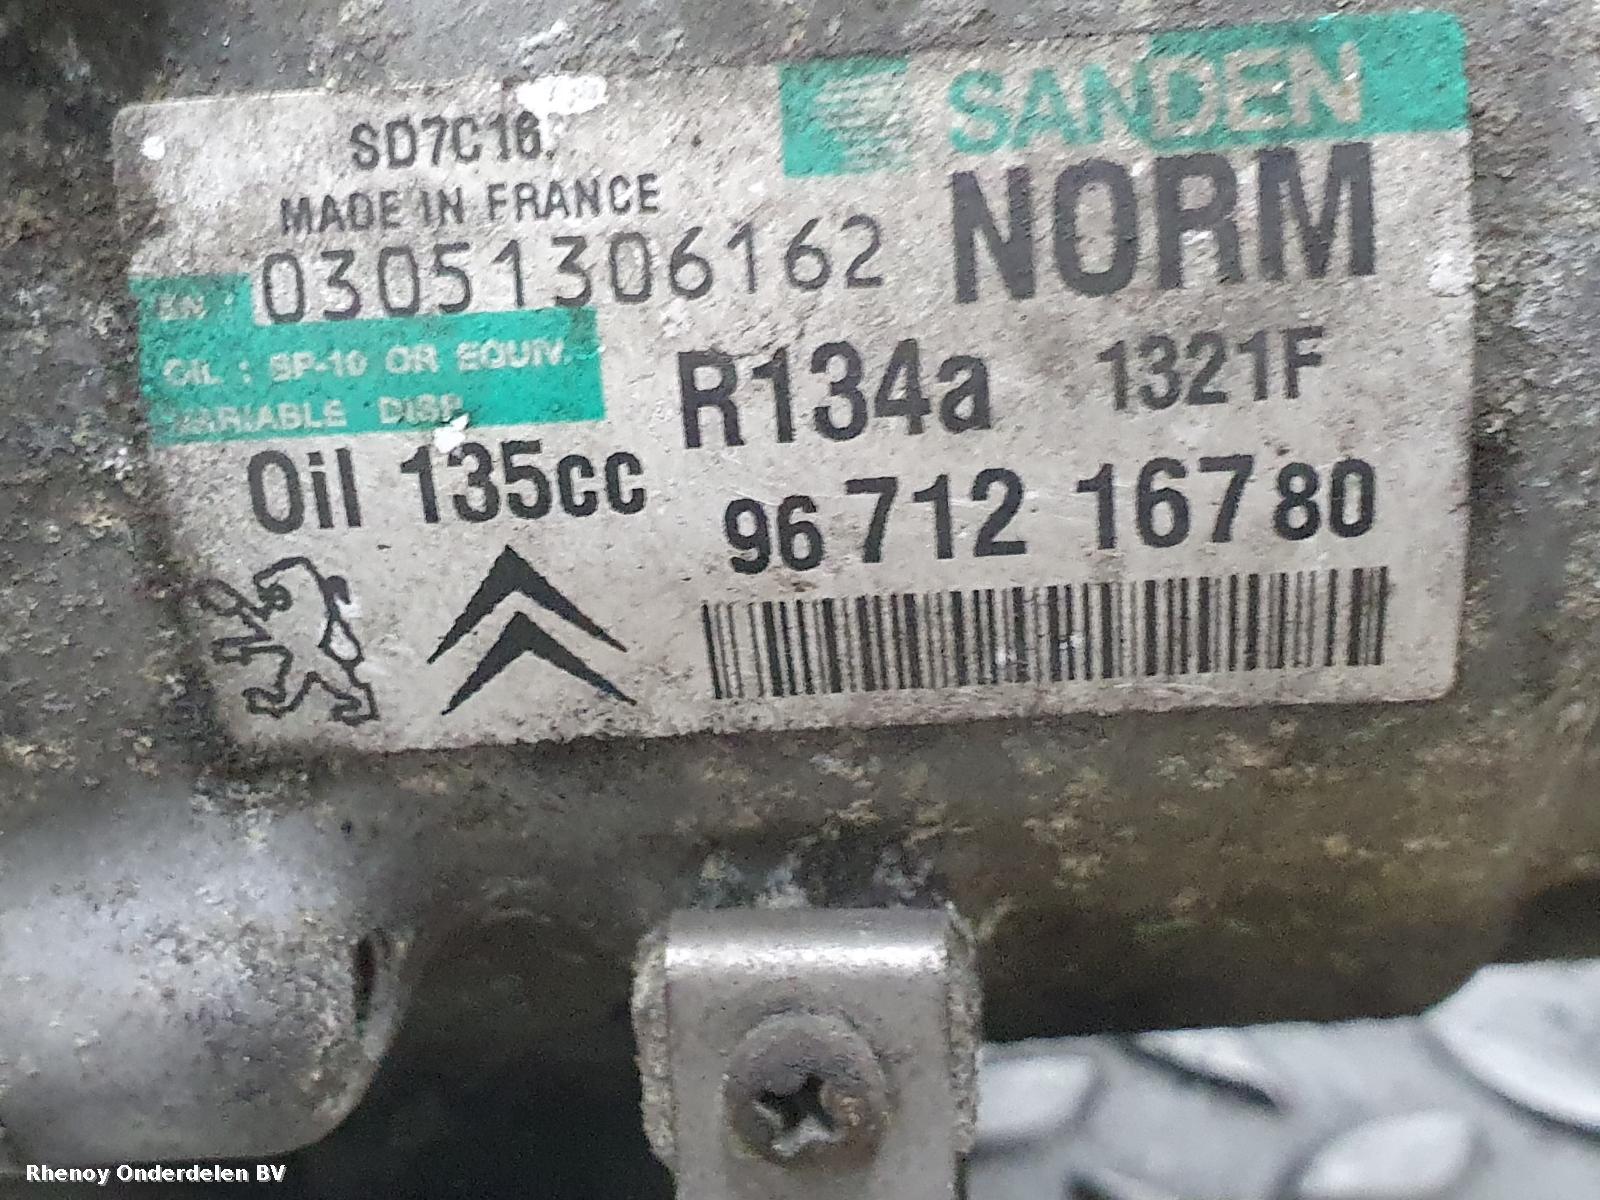 SANDEN
SD7C16
MADE IN FRANCE
NORM
SN : 03051306162
OIL : SP-10 OR EQUIV.
VARIABLE DISP.
R134a 1321F
Oil 135cc
96 712 167 80
Rhenoy Onderdelen BV